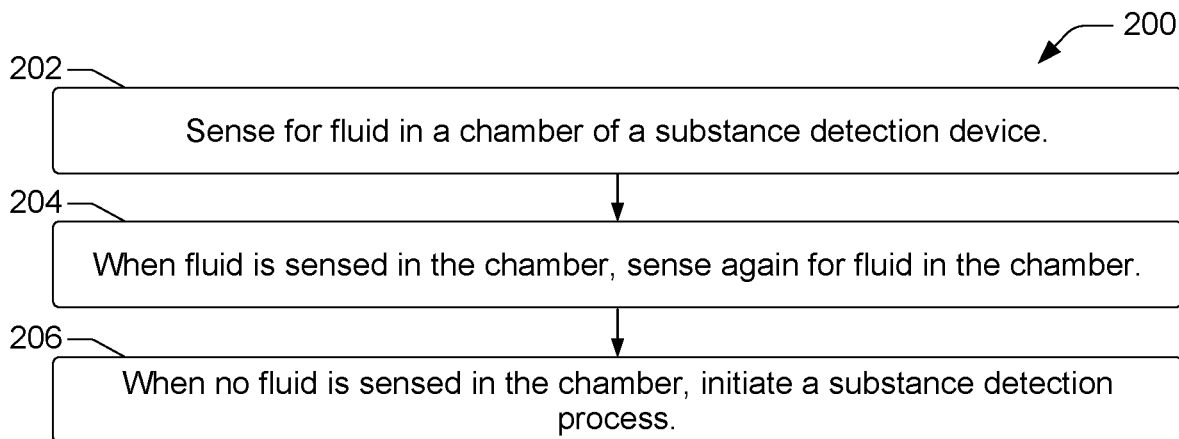 200
202
Sense for fluid in a chamber of a substance detection device.
204
When fluid is sensed in the chamber, sense again for fluid in the chamber.
206
When no fluid is sensed in the chamber, initiate a substance detection
process.